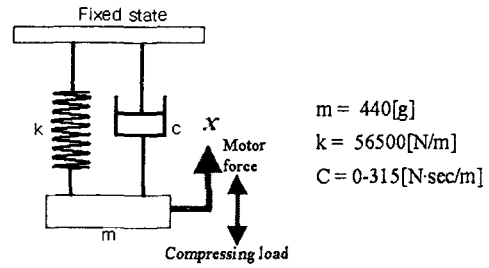 Fixed state
k
c
x
Motor
force
m
Compressing load
m = 440[g]
k = 56500[N/m]
C = 0-315[N·sec/m]